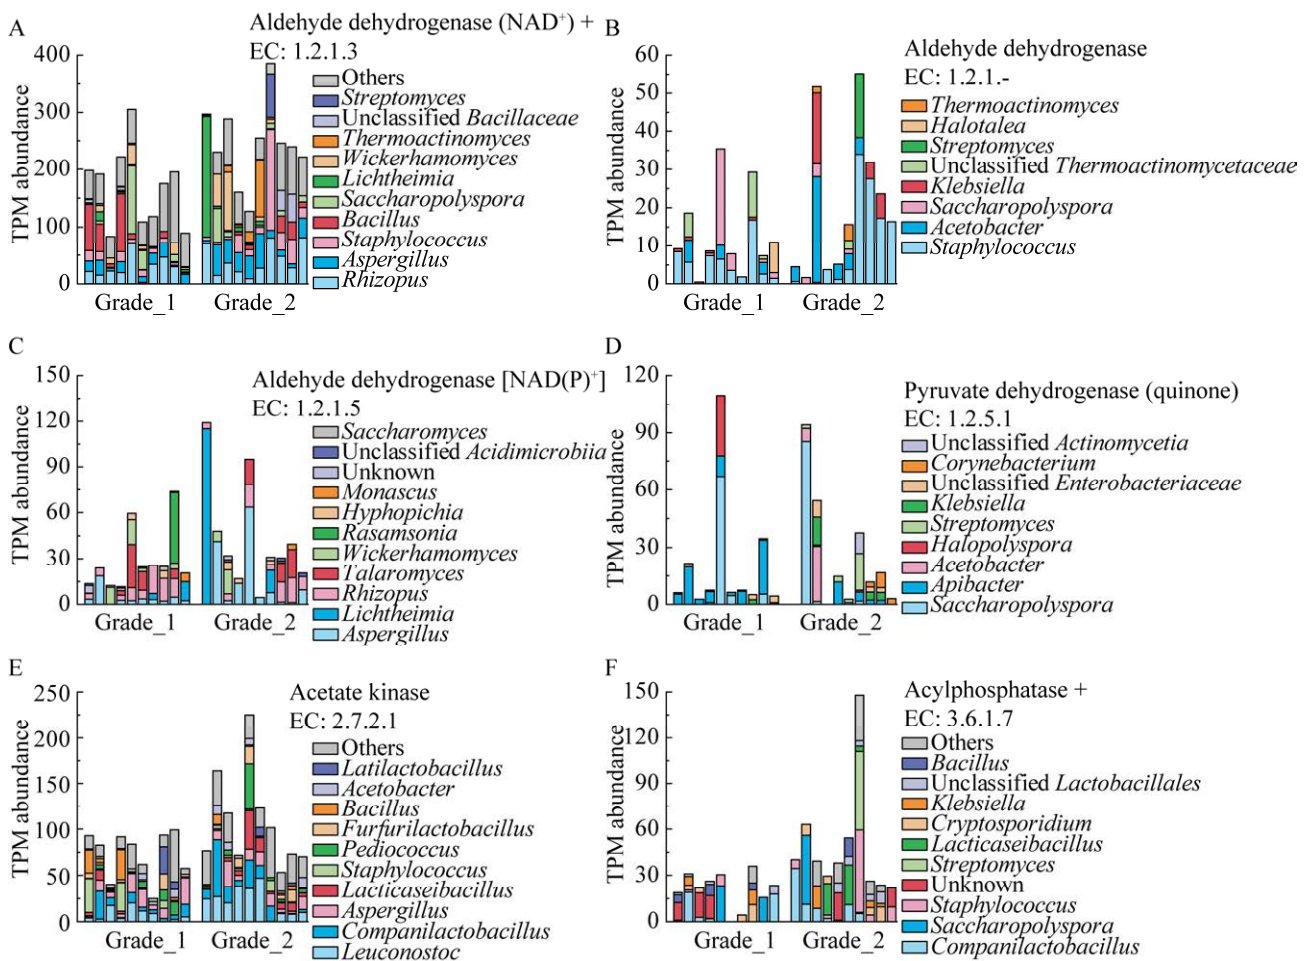 A
Aldehyde dehydrogenase (NAD⁺) +
EC: 1.2.1.3
TPM abundance
400
300
200
100
0
Grade_1
Grade_2
Others
Streptomyces
Unclassified Bacillaceae
Thermoactinomyces
Wickerhamomyces
Lichtheimia
Saccharopolyspora
Bacillus
Staphylococcus
Aspergillus
Rhizopus
B
Aldehyde dehydrogenase
EC: 1.2.1.-
TPM abundance
60
50
40
30
20
10
0
Grade_1
Grade_2
Thermoactinomyces
Halotalea
Streptomyces
Unclassified Thermoactinomycetaceae
Klebsiella
Saccharopolyspora
Acetobacter
Staphylococcus
C
Aldehyde dehydrogenase [NAD(P)⁺]
EC: 1.2.1.5
TPM abundance
150
120
90
60
30
0
Grade_1
Grade_2
Saccharomyces
Unclassified Acidimicrobiia
Unknown
Monascus
Hyphopichia
Rasamsonia
Wickerhamomyces
Talaromyces
Rhizopus
Lichtheimia
Aspergillus
D
Pyruvate dehydrogenase (quinone)
EC: 1.2.5.1
TPM abundance
120
90
60
30
0
Grade_1
Grade_2
Unclassified Actinomycetia
Corynebacterium
Unclassified Enterobacteriaceae
Klebsiella
Streptomyces
Halopolyspora
Acetobacter
Apibacter
Saccharopolyspora
E
Acetate kinase
EC: 2.7.2.1
TPM abundance
250
200
150
100
50
0
Grade_1
Grade_2
Others
Latilactobacillus
Acetobacter
Bacillus
Furfurilactobacillus
Pediococcus
Staphylococcus
Lacticaseibacillus
Aspergillus
Companilactobacillus
Leuconostoc
F
Acylphosphatase +
EC: 3.6.1.7
TPM abundance
150
120
90
60
30
0
Grade_1
Grade_2
Others
Bacillus
Unclassified Lactobacillales
Klebsiella
Cryptosporidium
Lacticaseibacillus
Streptomyces
Unknown
Staphylococcus
Saccharopolyspora
Companilactobacillus